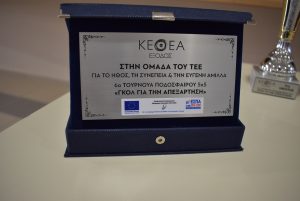 ΚΕΘΕΑ
ΕΞΟΔΟΣ
ΣΤΗΝ ΟΜΑΔΑ ΤΟΥ ΤΕΕ
ΓΙΑ ΤΟ ΗΘΟΣ, ΤΗ ΣΥΝΕΠΕΙΑ & ΤΗΝ ΕΥΓΕΝΗ ΑΜΙΛΛΑ
6ο ΤΟΥΡΝΟΥΑ ΠΟΔΟΣΦΑΙΡΟΥ 5x5
«ΓΚΟΛ ΓΙΑ ΤΗΝ ΑΠΕΞΑΡΤΗΣΗ»
ΕΣΠΑ